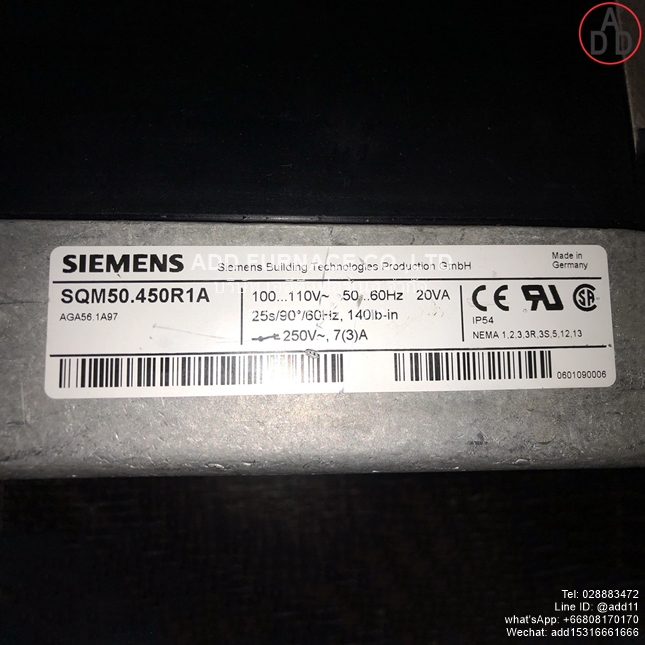 ADD
SIEMENS Siemens Building Technologies Production GmbH Made in Germany
ADD FURNACE CO.,LTD
SQM50.450R1A
AGA56.1A97
100...110V~ 50...60Hz 20VA
25s/90°/60Hz, 140lb-in
250V~, 7(3)A
CE
IP54
NEMA 1,2,3,3R,3S,5,12,13
0601090006
Tel: 028883472
Line ID: @add11
what'sApp: +66808170170
Wechat: add15316661666